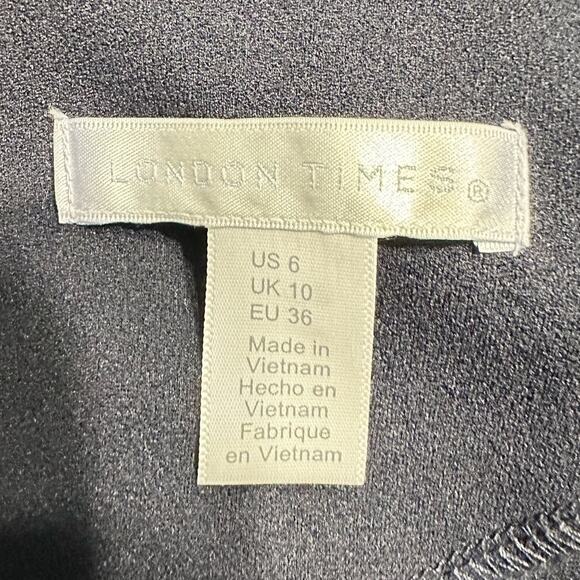 LONDON TIMES®
US 6
UK 10
EU 36
Made in
Vietnam
Hecho en
Vietnam
Fabrique
en Vietnam